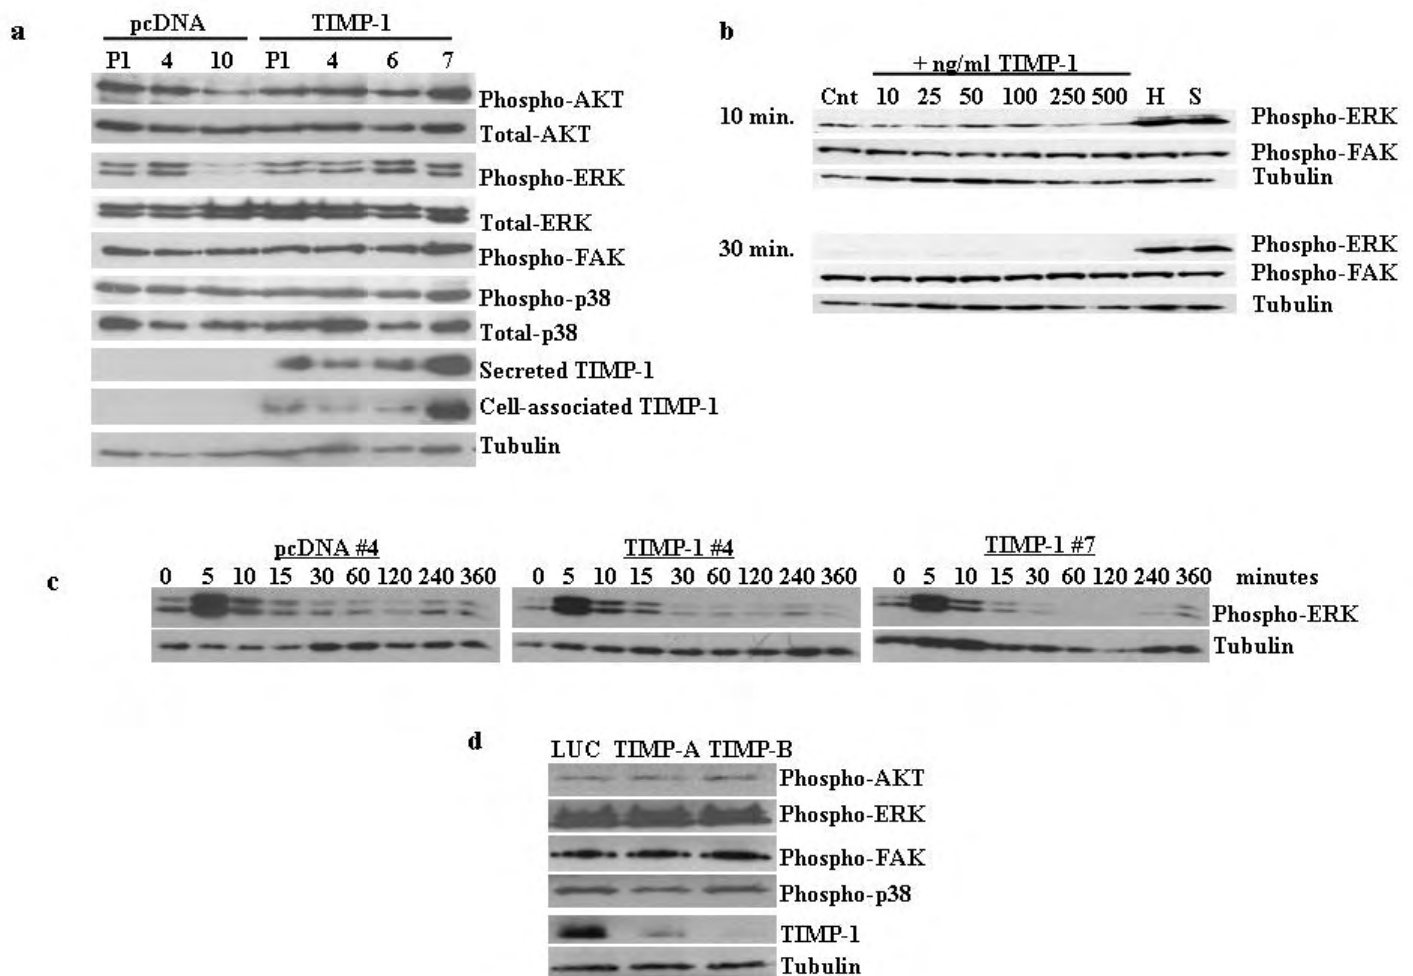 a
pcDNA TIMP-1
P1 4 10 P1 4 6 7
Phospho-AKT
Total-AKT
Phospho-ERK
Total-ERK
Phospho-FAK
Phospho-p38
Total-p38
Secreted TIMP-1
Cell-associated TIMP-1
Tubulin
b
+ ng/ml TIMP-1
Cnt 10 25 50 100 250 500 H S
10 min. Phospho-ERK
Phospho-FAK
Tubulin
30 min. Phospho-ERK
Phospho-FAK
Tubulin
c
pcDNA #4 TIMP-1 #4 TIMP-1 #7
0 5 10 15 30 60 120 240 360 0 5 10 15 30 60 120 240 360 0 5 10 15 30 60 120 240 360 minutes
Phospho-ERK
Tubulin
d
LUC TIMP-A TIMP-B
Phospho-AKT
Phospho-ERK
Phospho-FAK
Phospho-p38
TIMP-1
Tubulin